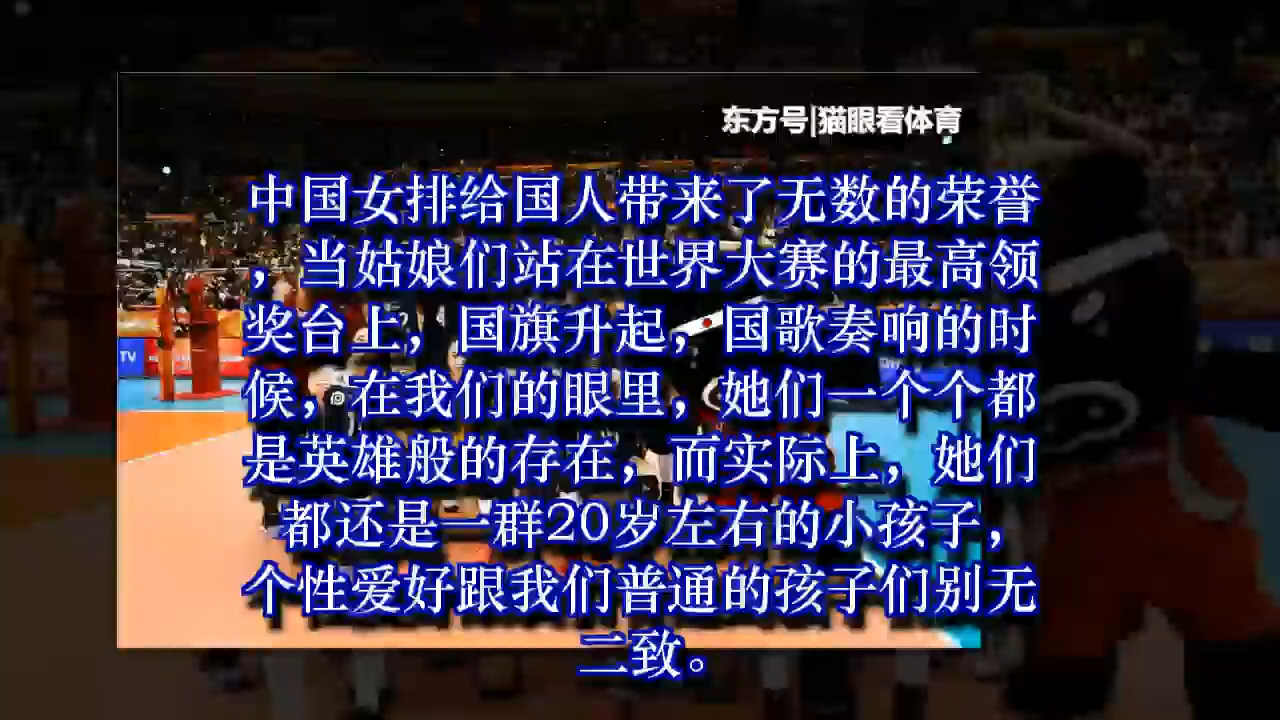 东方号|猫眼看体育
中国女排给国人带来了无数的荣誉
，当姑娘们站在世界大赛的最高领
奖台上，国旗升起，国歌奏响的时
候，在我们的眼里，她们一个个都
是英雄般的存在，而实际上，她们
都还是一群20岁左右的小孩子，
个性爱好跟我们普通的孩子们别无
二致。
TV